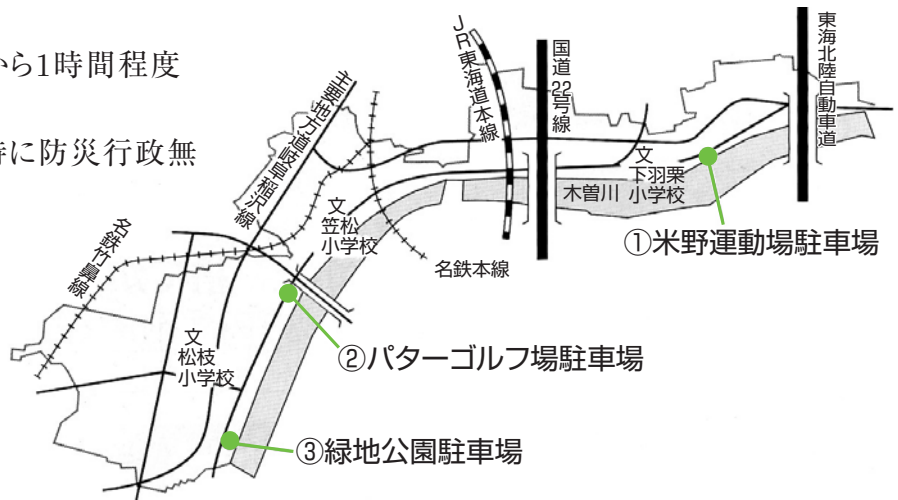 から1時間程度
時に防災行政無
主要地方道岐阜稲沢線
JR東海道本線
国道22号線
東海北陸自動車道
名鉄竹鼻線
文
笠松
小学校
名鉄本線
木曽川
文
下羽栗
小学校
①米野運動場駐車場
文
松枝
小学校
②パターゴルフ場駐車場
③緑地公園駐車場